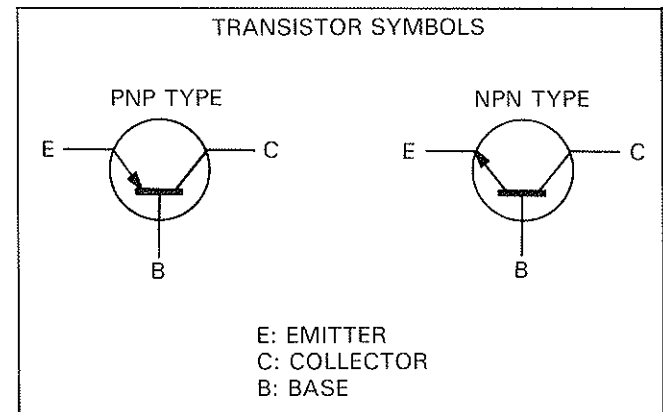 TRANSISTOR SYMBOLS
PNP TYPE
NPN TYPE
E
C
E
C
B
B
E: EMITTER
C: COLLECTOR
B: BASE